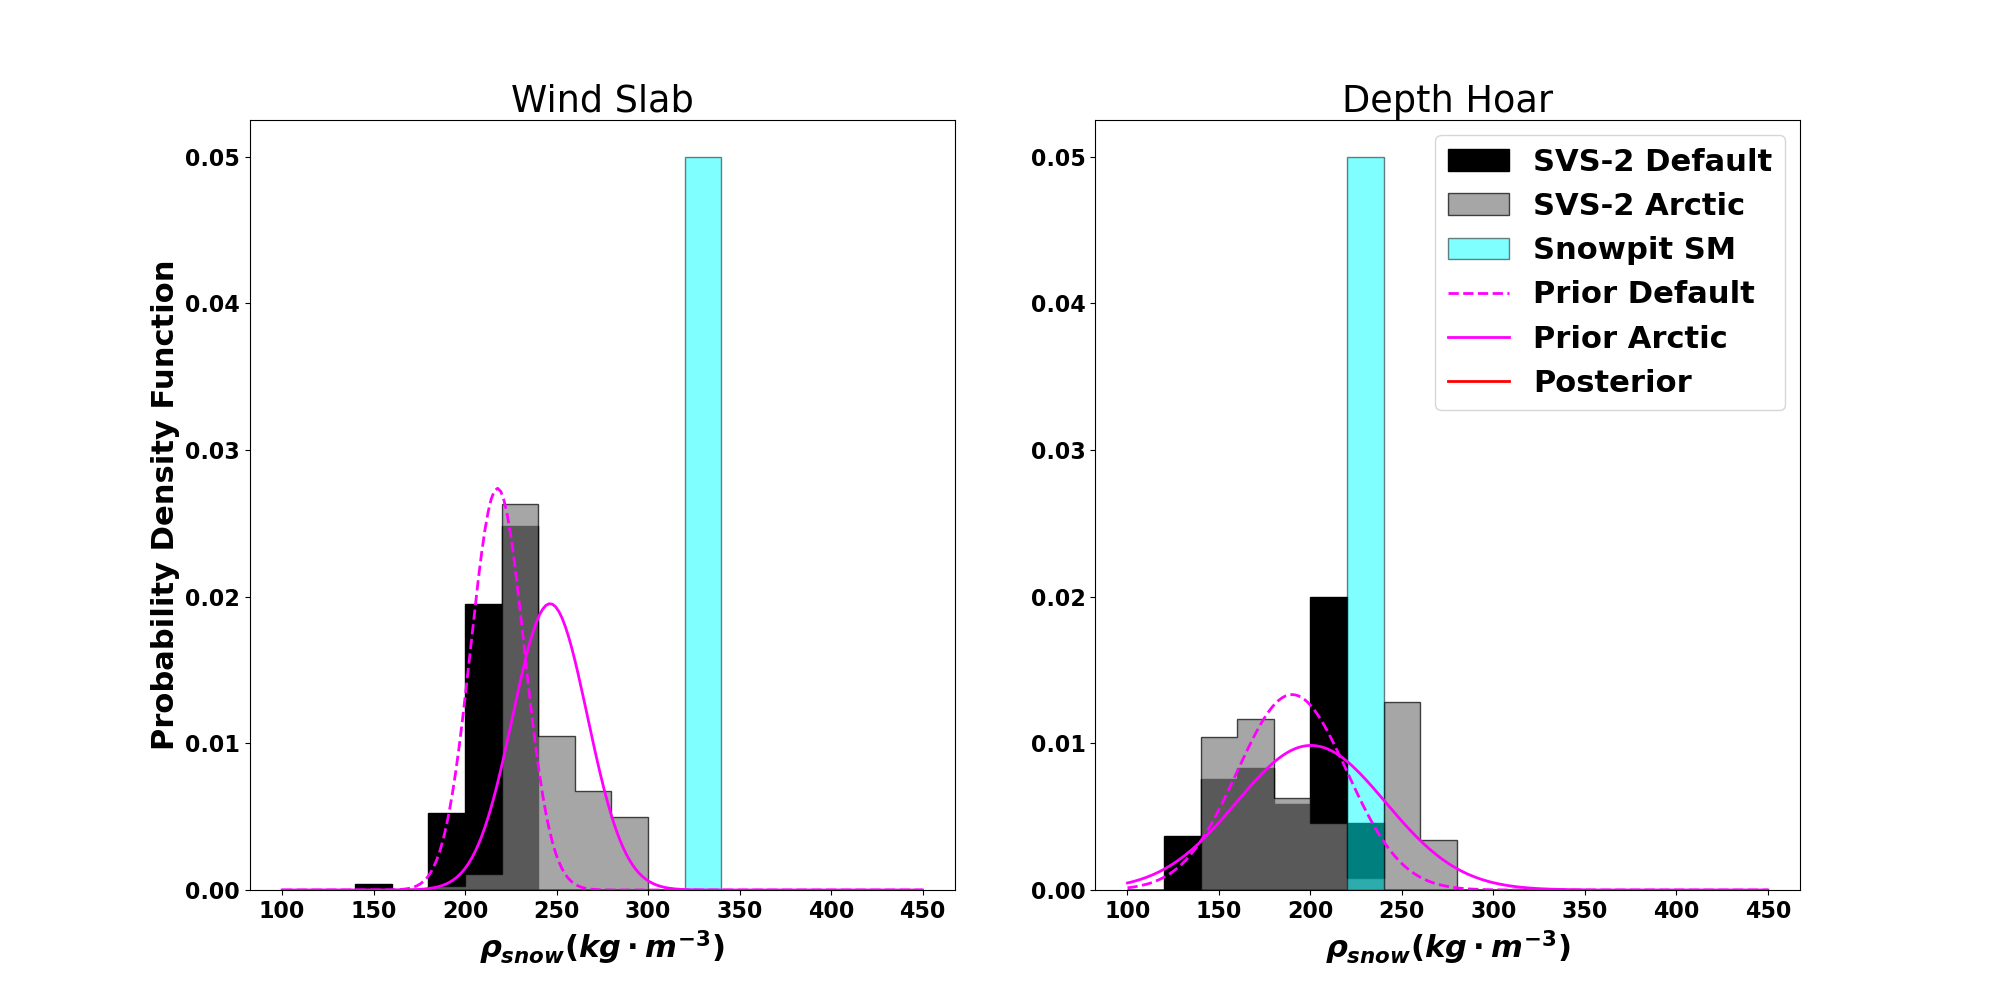 Wind Slab
Probability Density Function
0.05
0.04
0.03
0.02
0.01
0.00
100 150 200 250 300 350 400 450
ρsnow(kg · m⁻³)
Depth Hoar
0.05
0.04
0.03
0.02
0.01
0.00
SVS-2 Default
SVS-2 Arctic
Snowpit SM
Prior Default
Prior Arctic
Posterior
100 150 200 250 300 350 400 450
ρsnow(kg · m⁻³)